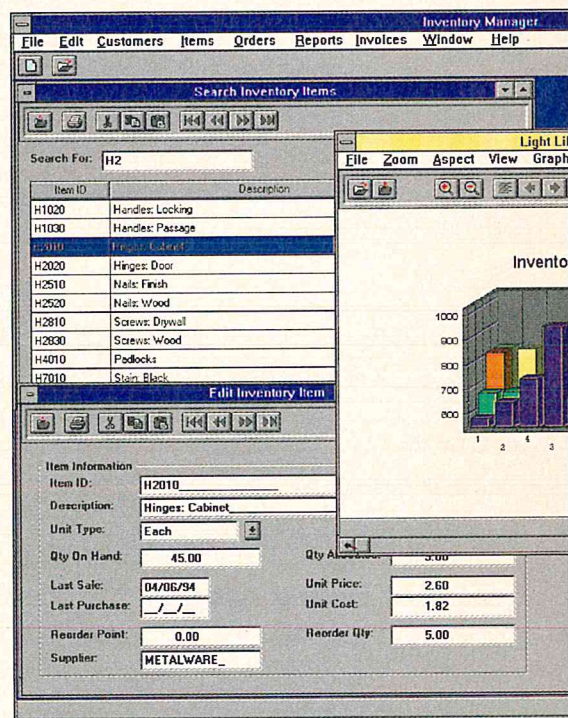 Inventory Manager
File Edit Customers Items Orders Reports Invoices Window Help
Search Inventory Items
Search For: H2
Item ID Description
H1020 Handles: Locking
H1030 Handles: Passage
H2010 Hinges: Cabinet
H2020 Hinges: Door
H2510 Nails: Finish
H2520 Nails: Wood
H2810 Screws: Drywall
H2830 Screws: Wood
H4010 Padlocks
H7010 Stain: Black
Light Li
File Zoom Aspect View Graph
Invento
1000
900
800
700
600
1 2 4 3
Edit Inventory Item
Item Information
Item ID: H2010
Description: Hinges: Cabinet
Unit Type: Each
Qty On Hand: 45.00
Qty 
Last Sale: 04/06/94 Unit Price: 2.60
Last Purchase: __/__/__ Unit Cost: 1.82
Reorder Point: 0.00 Reorder Qty: 5.00
Supplier: METALWARE_